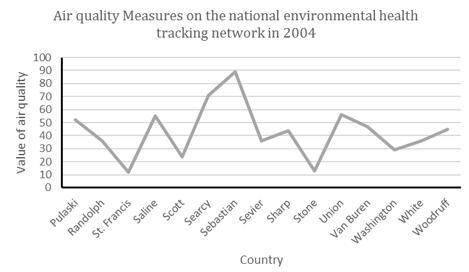 Air quality Measures on the national environmental health
tracking network in 2004
Value of air quality
100
90
80
70
60
50
40
30
20
10
0
Pulaski
Randolph
St. Francis
Saline
Scott
Searcy
Sebastian
Sevier
Sharp
Stone
Union
Van Buren
Washington
White
Woodruff
Country